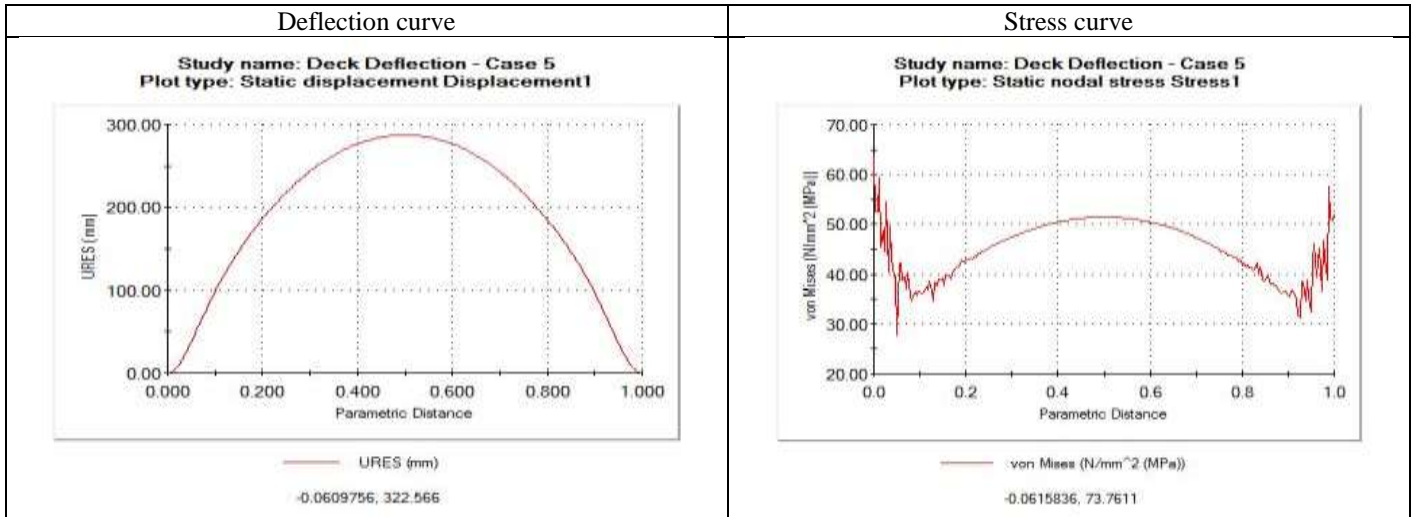 Deflection curve
Stress curve
Study name: Deck Deflection - Case 5
Plot type: Static displacement Displacement1
300.00
200.00
100.00
0.00
URES (mm)
0.000 0.200 0.400 0.600 0.800 1.000
Parametric Distance
URES (mm)
-0.0609756, 322.566
Study name: Deck Deflection - Case 5
Plot type: Static nodal stress Stress1
70.00
60.00
50.00
40.00
30.00
20.00
von Mises (N/mm^2 (MPa))
0.0 0.2 0.4 0.6 0.8 1.0
Parametric Distance
von Mises (N/mm^2 (MPa))
-0.0615836, 73.7611